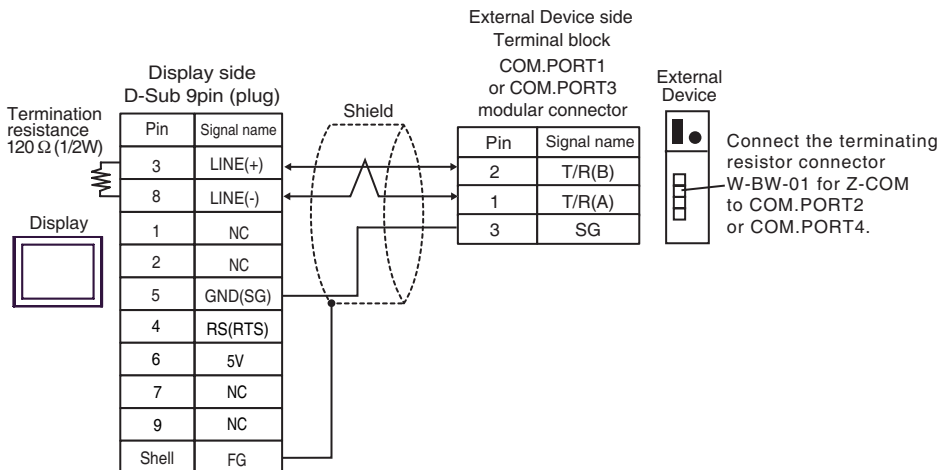 External Device side
Terminal block
COM.PORT1
or COM.PORT3
modular connector
Display side
D-Sub 9pin (plug)
Shield
External
Device
Termination
resistance
120 Ω (1/2W)
Pin Signal name
3 LINE(+)
8 LINE(-)
1 NC
2 NC
5 GND(SG)
4 RS(RTS)
6 5V
7 NC
9 NC
Shell FG
Display
Pin Signal name
2 T/R(B)
1 T/R(A)
3 SG
Connect the terminating
resistor connector
W-BW-01 for Z-COM
to COM.PORT2
or COM.PORT4.